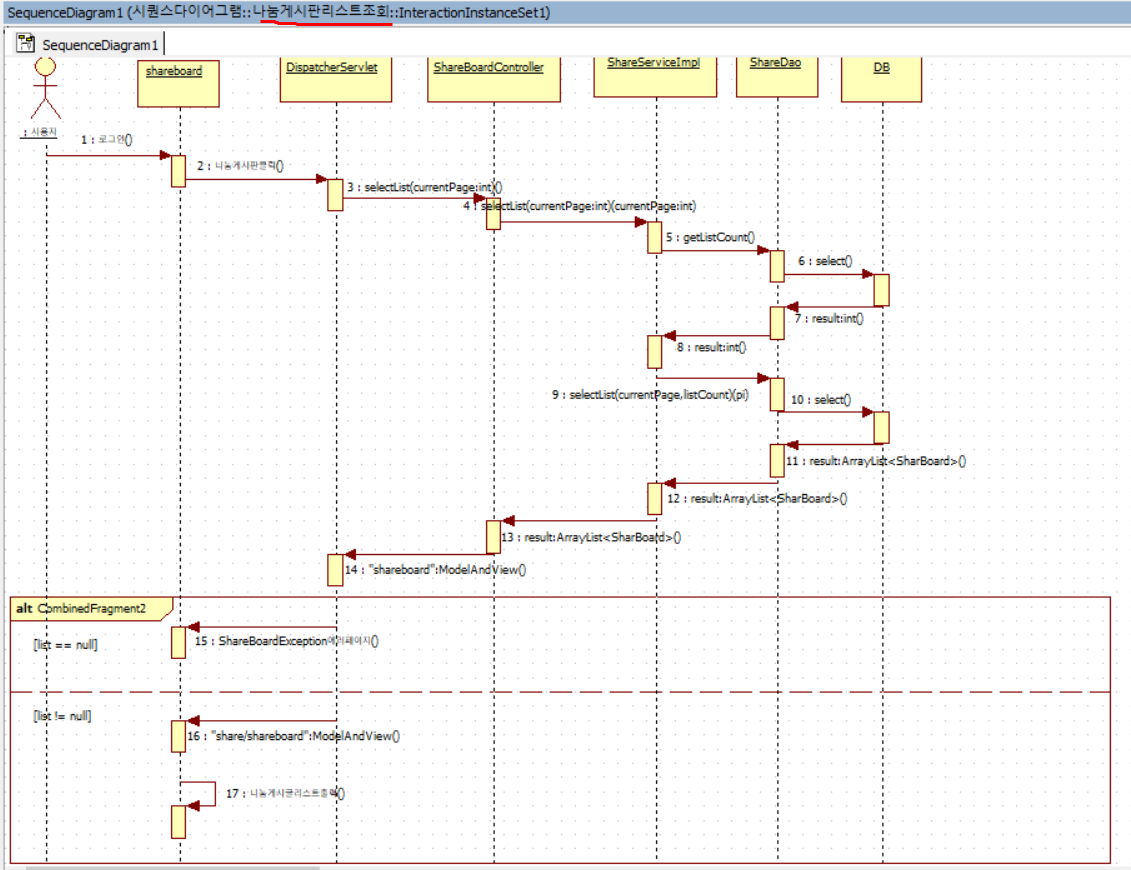 SequenceDiagram1 (시퀀스다이어그램::나눔게시판리스트조회::InteractionInstanceSet1)
SequenceDiagram1
shareboard
DispatcherServlet
ShareBoardController
ShareServiceImpl
ShareDao
DB
: 사용자
1 : 로그인()
2 : 나눔게시판클릭()
3 : selectList(currentPage:int)()
4 : selectList(currentPage:int)(currentPage:int)
5 : getListCount()
6 : select()
7 : result:int()
8 : result:int()
9 : selectList(currentPage,listCount)(pi)
10 : select()
11 : result:ArrayList<SharBoard>()
12 : result:ArrayList<SharBoard>()
13 : result:ArrayList<SharBoard>()
14 : "shareboard":ModelAndView()
alt CombinedFragment2
15 : ShareBoardException에러페이지()
[list == null]
[list != null]
16 : "share/shareboard":ModelAndView()
17 : 나눔게시글리스트출력()